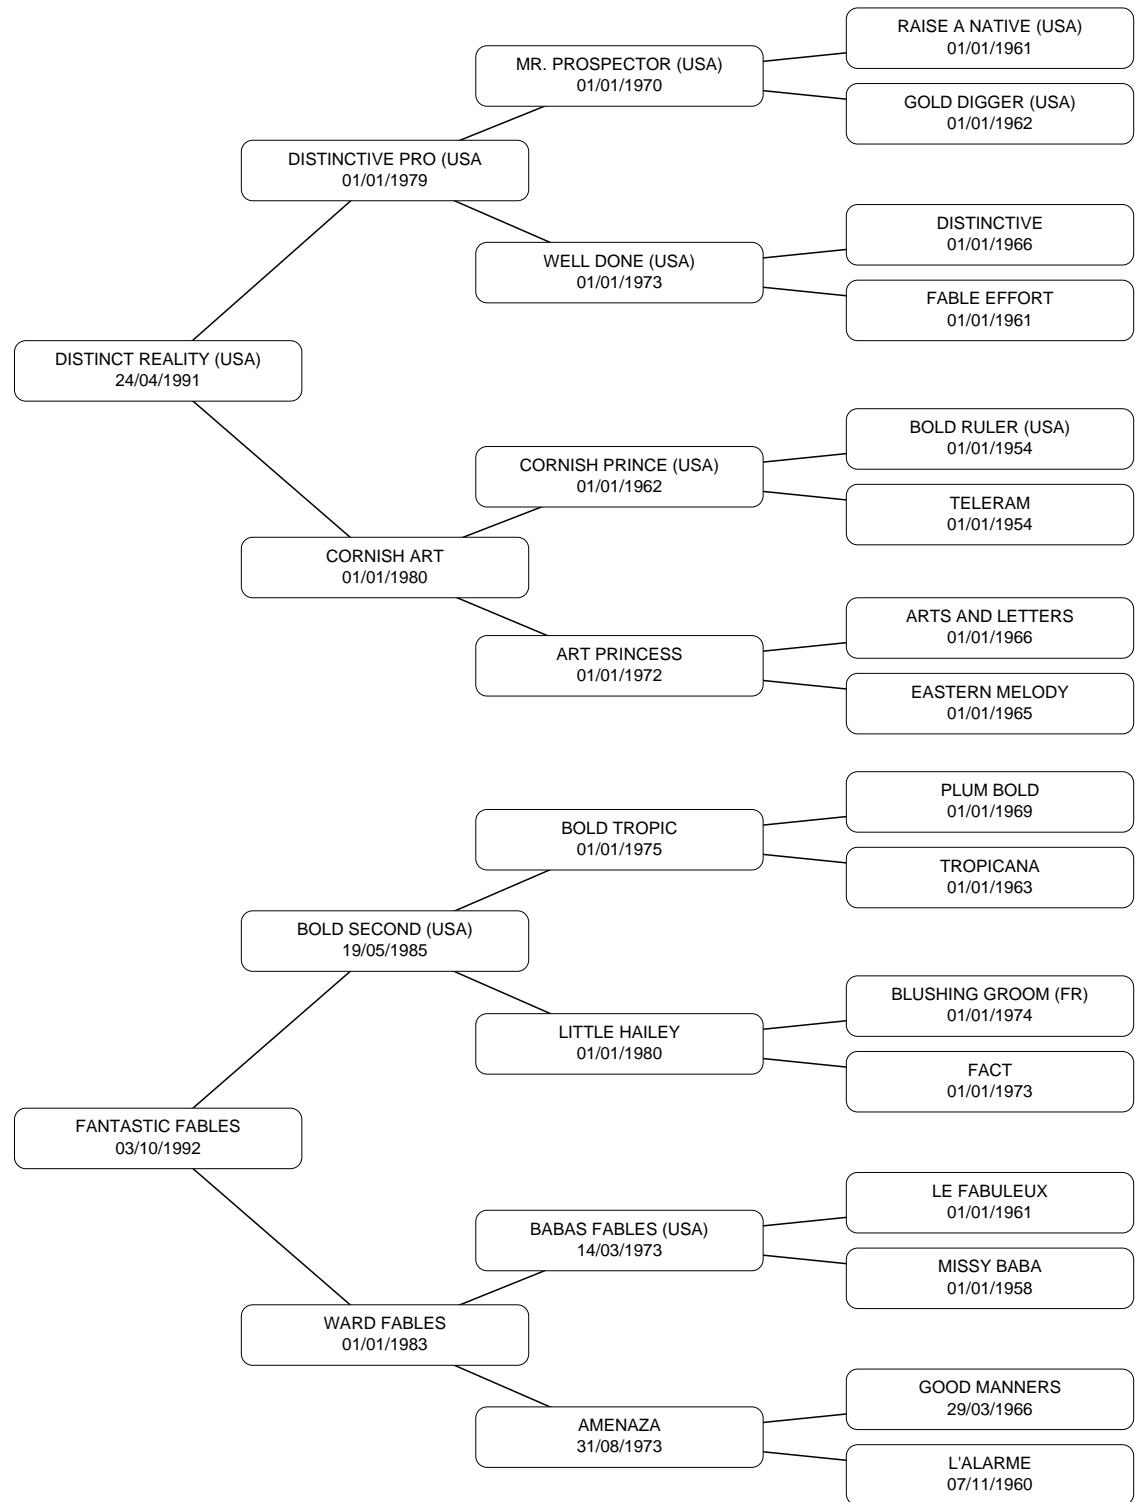 RAISE A NATIVE (USA)
01/01/1961
MR. PROSPECTOR (USA)
01/01/1970
GOLD DIGGER (USA)
01/01/1962
DISTINCTIVE PRO (USA
01/01/1979
DISTINCTIVE
01/01/1966
WELL DONE (USA)
01/01/1973
FABLE EFFORT
01/01/1961
DISTINCT REALITY (USA)
24/04/1991
BOLD RULER (USA)
01/01/1954
CORNISH PRINCE (USA)
01/01/1962
TELERAM
01/01/1954
CORNISH ART
01/01/1980
ARTS AND LETTERS
01/01/1966
ART PRINCESS
01/01/1972
EASTERN MELODY
01/01/1965
PLUM BOLD
01/01/1969
BOLD TROPIC
01/01/1975
TROPICANA
01/01/1963
BOLD SECOND (USA)
19/05/1985
BLUSHING GROOM (FR)
01/01/1974
LITTLE HAILEY
01/01/1980
FACT
01/01/1973
FANTASTIC FABLES
03/10/1992
LE FABULEUX
01/01/1961
BABAS FABLES (USA)
14/03/1973
MISSY BABA
01/01/1958
WARD FABLES
01/01/1983
GOOD MANNERS
29/03/1966
AMENAZA
31/08/1973
L'ALARME
07/11/1960